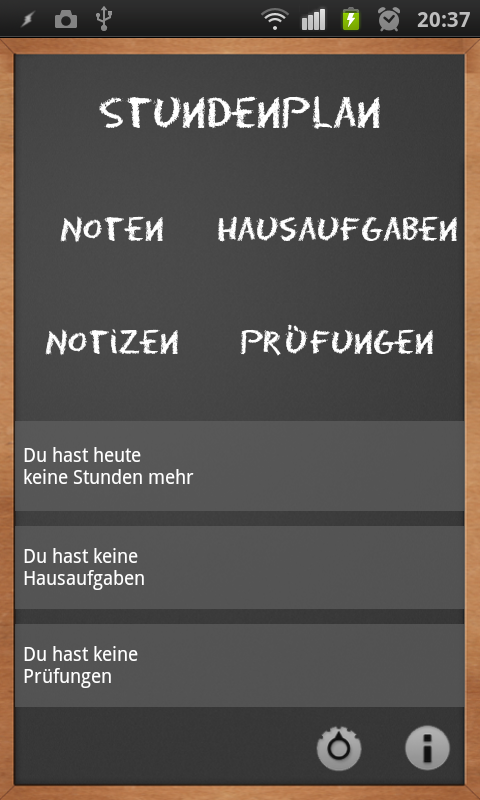 20:37
STUNDENPLAN
NOTEN
HAUSAUFGABEN
NOTiZEN
PRÜFUNGEN
Du hast heute
keine Stunden mehr
Du hast keine
Hausaufgaben
Du hast keine
Prüfungen